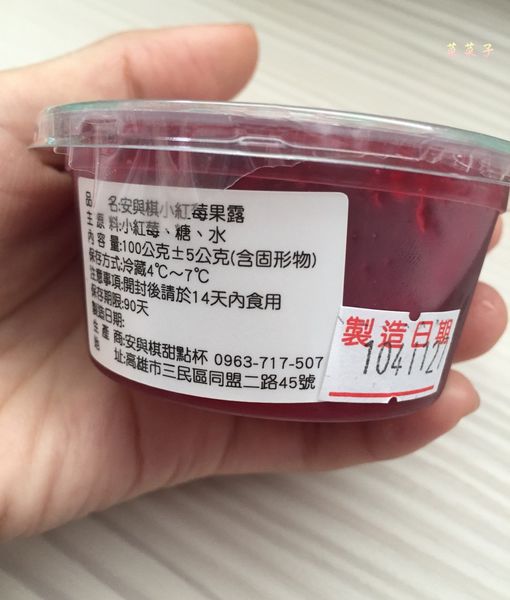 菜菜子
品　名:安與棋小紅莓果露
主 原 料:小紅莓、糖、水
內 容 量:100公克±5公克(含固形物)
保存方式:冷藏4℃～7℃
注意事項:開封後請於14天內食用
保存期限:90天
製造日期:
生 產 商:安與棋甜點杯 0963-717-507
地　址:高雄市三民區同盟二路45號
製造日期
1041127